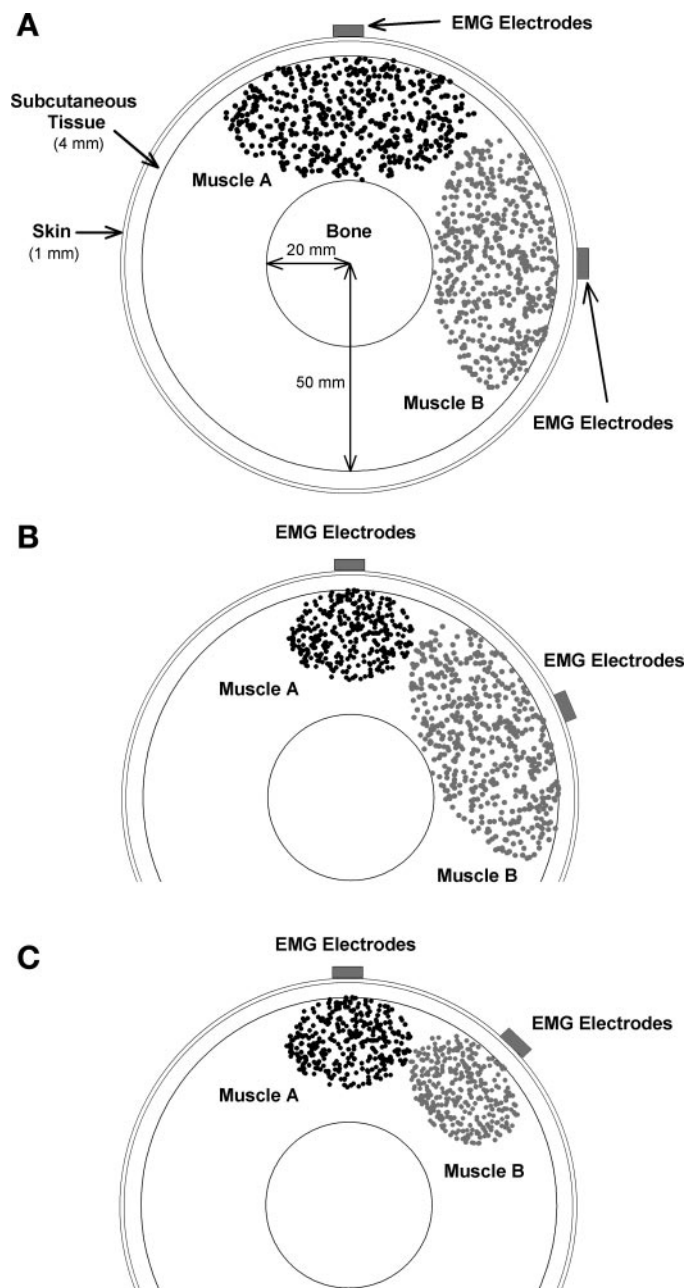 A
EMG Electrodes
Subcutaneous
Tissue
(4 mm)
Muscle A
Skin
(1 mm)
Bone
20 mm
50 mm
Muscle B
EMG Electrodes
B
EMG Electrodes
EMG Electrodes
Muscle A
Muscle B
C
EMG Electrodes
EMG Electrodes
Muscle A
Muscle B